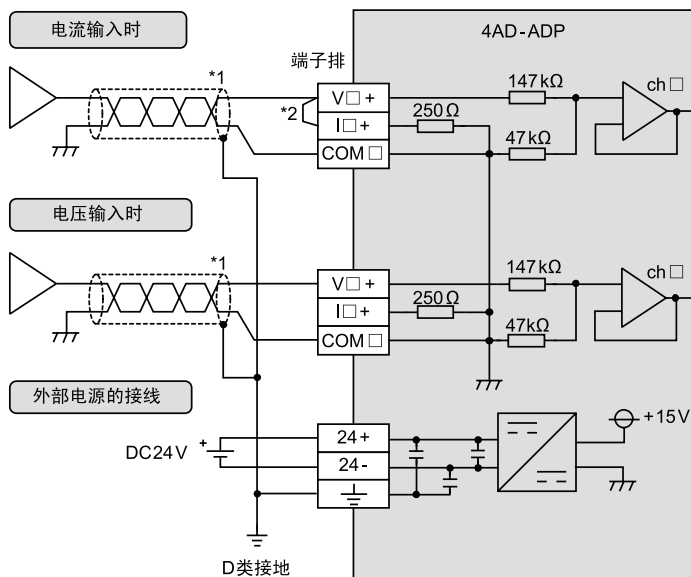 电流输入时
4AD-ADP
端子排
*1
*2
V□+
I□+
COM□
250Ω
147kΩ
47kΩ
ch□
电压输入时
*1
V□+
I□+
COM□
250Ω
147kΩ
47kΩ
ch□
外部电源的接线
DC24V
+
24+
24-
+15V
D类接地